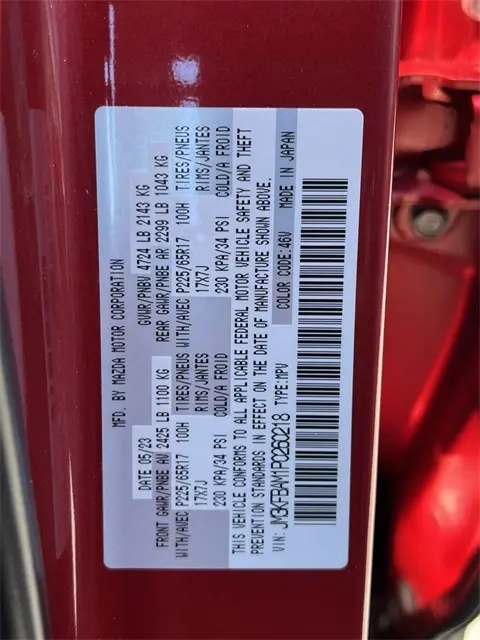 MFD. BY MAZDA MOTOR CORPORATION
DATE 05/23 GVWR/PNBV 4724 LB 2143 KG
FRONT GAWR/PNBE AV 2425 LB 1100 KG REAR GAWR/PNBE AR 2299 LB 1043 KG
WITH/AVEC P225/65R17 100H TIRES/PNEUS WITH/AVEC P225/65R17 100H TIRES/PNEUS
17X7J RIMS/JANTES 17X7J RIMS/JANTES
230 KPA/34 PSI COLD/A FROID 230 KPA/34 PSI COLD/A FROID
THIS VEHICLE CONFORMS TO ALL APPLICABLE FEDERAL MOTOR VEHICLE SAFETY AND THEFT
PREVENTION STANDARDS IN EFFECT ON THE DATE OF MANUFACTURE SHOWN ABOVE.
COLOR CODE:46V MADE IN JAPAN
VIN: JM3KFBAM1P0260218 TYPE:MPV